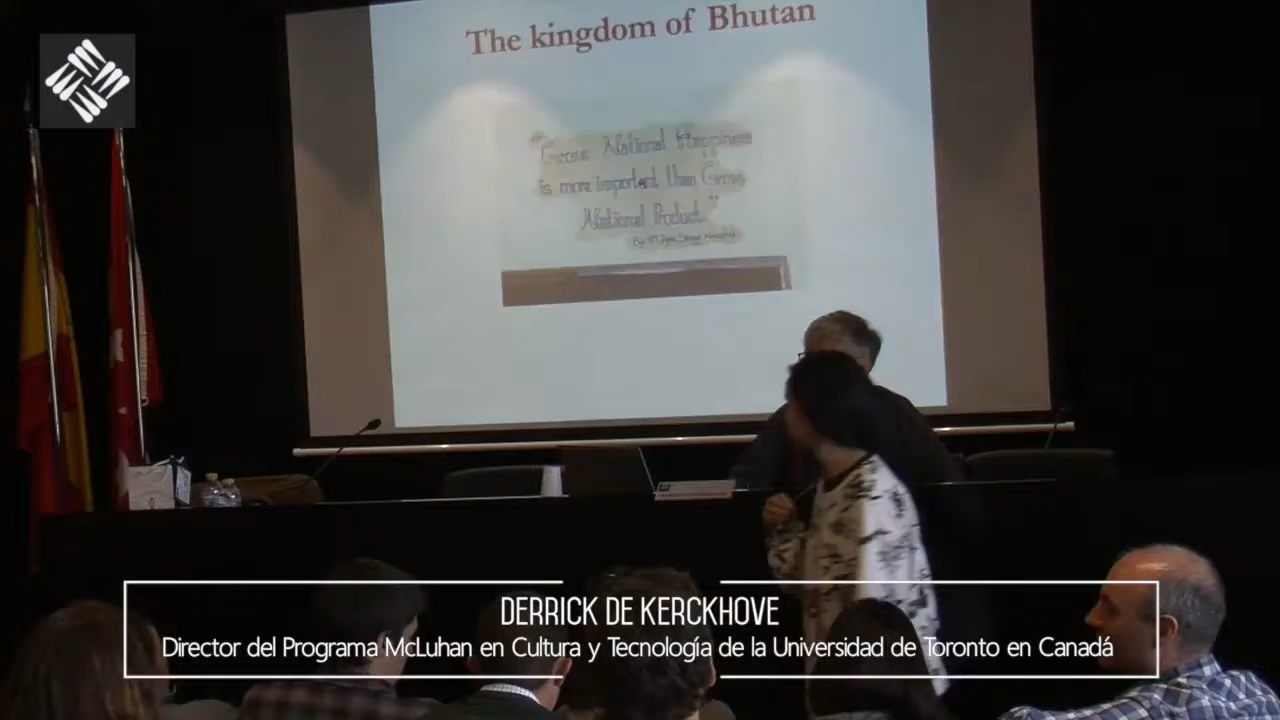 The kingdom of Bhutan
"Gross National Happiness
is more important than Gross
National Product."
DERRICK DE KERCKHOVE
Director del Programa McLuhan en Cultura y Tecnología de la Universidad de Toronto en Canadá